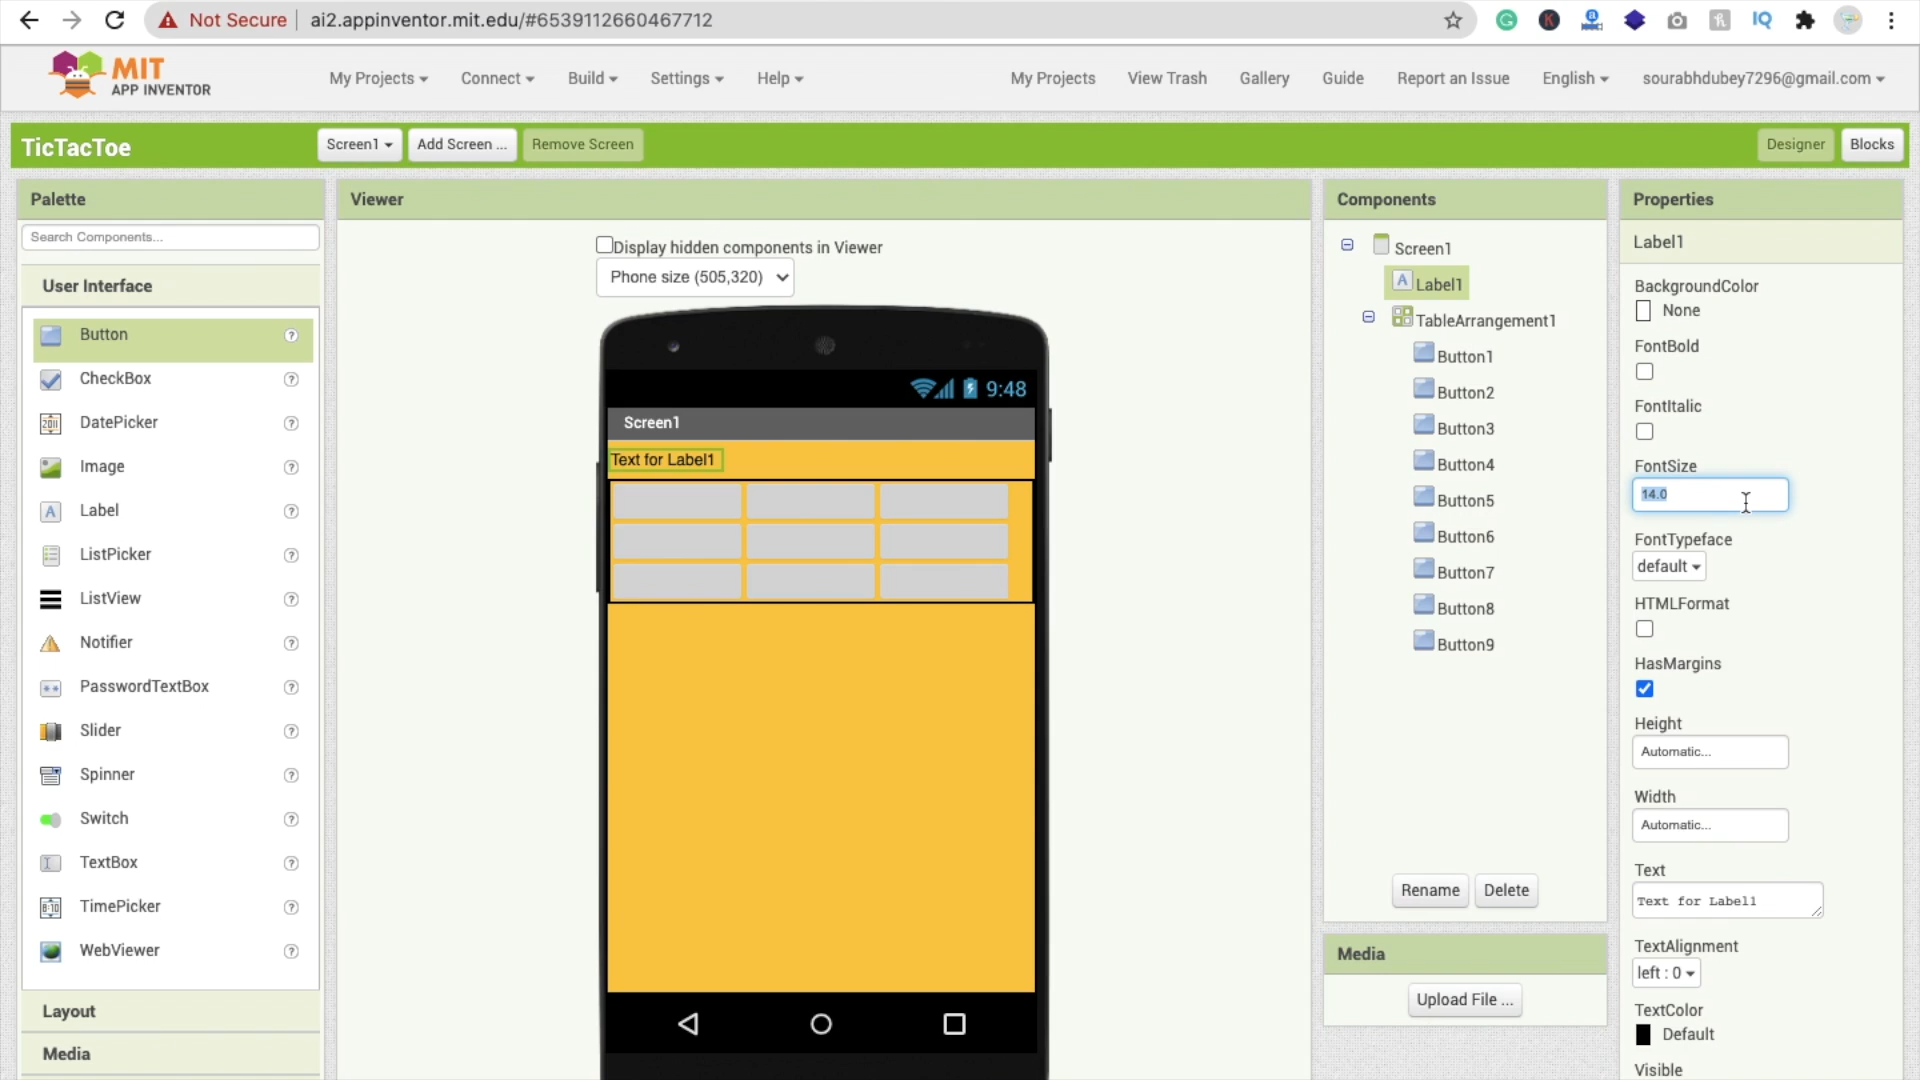 Not Secure
ai2.appinventor.mit.edu/#6539112660467712
MIT
APP INVENTOR
My Projects
Connect
Build
Settings
Help
My Projects
View Trash
Gallery
Guide
Report an Issue
English
sourabhdubey7296@gmail.com
TicTacToe
Screen1
Add Screen ...
Remove Screen
Designer
Blocks
Palette
Search Components...
User Interface
Button
CheckBox
DatePicker
Image
Label
ListPicker
ListView
Notifier
PasswordTextBox
Slider
Spinner
Switch
TextBox
TimePicker
WebViewer
Layout
Media
Viewer
Display hidden components in Viewer
Phone size (505,320)
9:48
Screen1
Text for Label1
Components
Screen1
Label1
TableArrangement1
Button1
Button2
Button3
Button4
Button5
Button6
Button7
Button8
Button9
Rename
Delete
Media
Upload File ...
Properties
Label1
BackgroundColor
None
FontBold
FontItalic
FontSize
14.0
FontTypeface
default
HTMLFormat
HasMargins
Height
Automatic...
Width
Automatic...
Text
Text for Label1
TextAlignment
left : 0
TextColor
Default
Visible